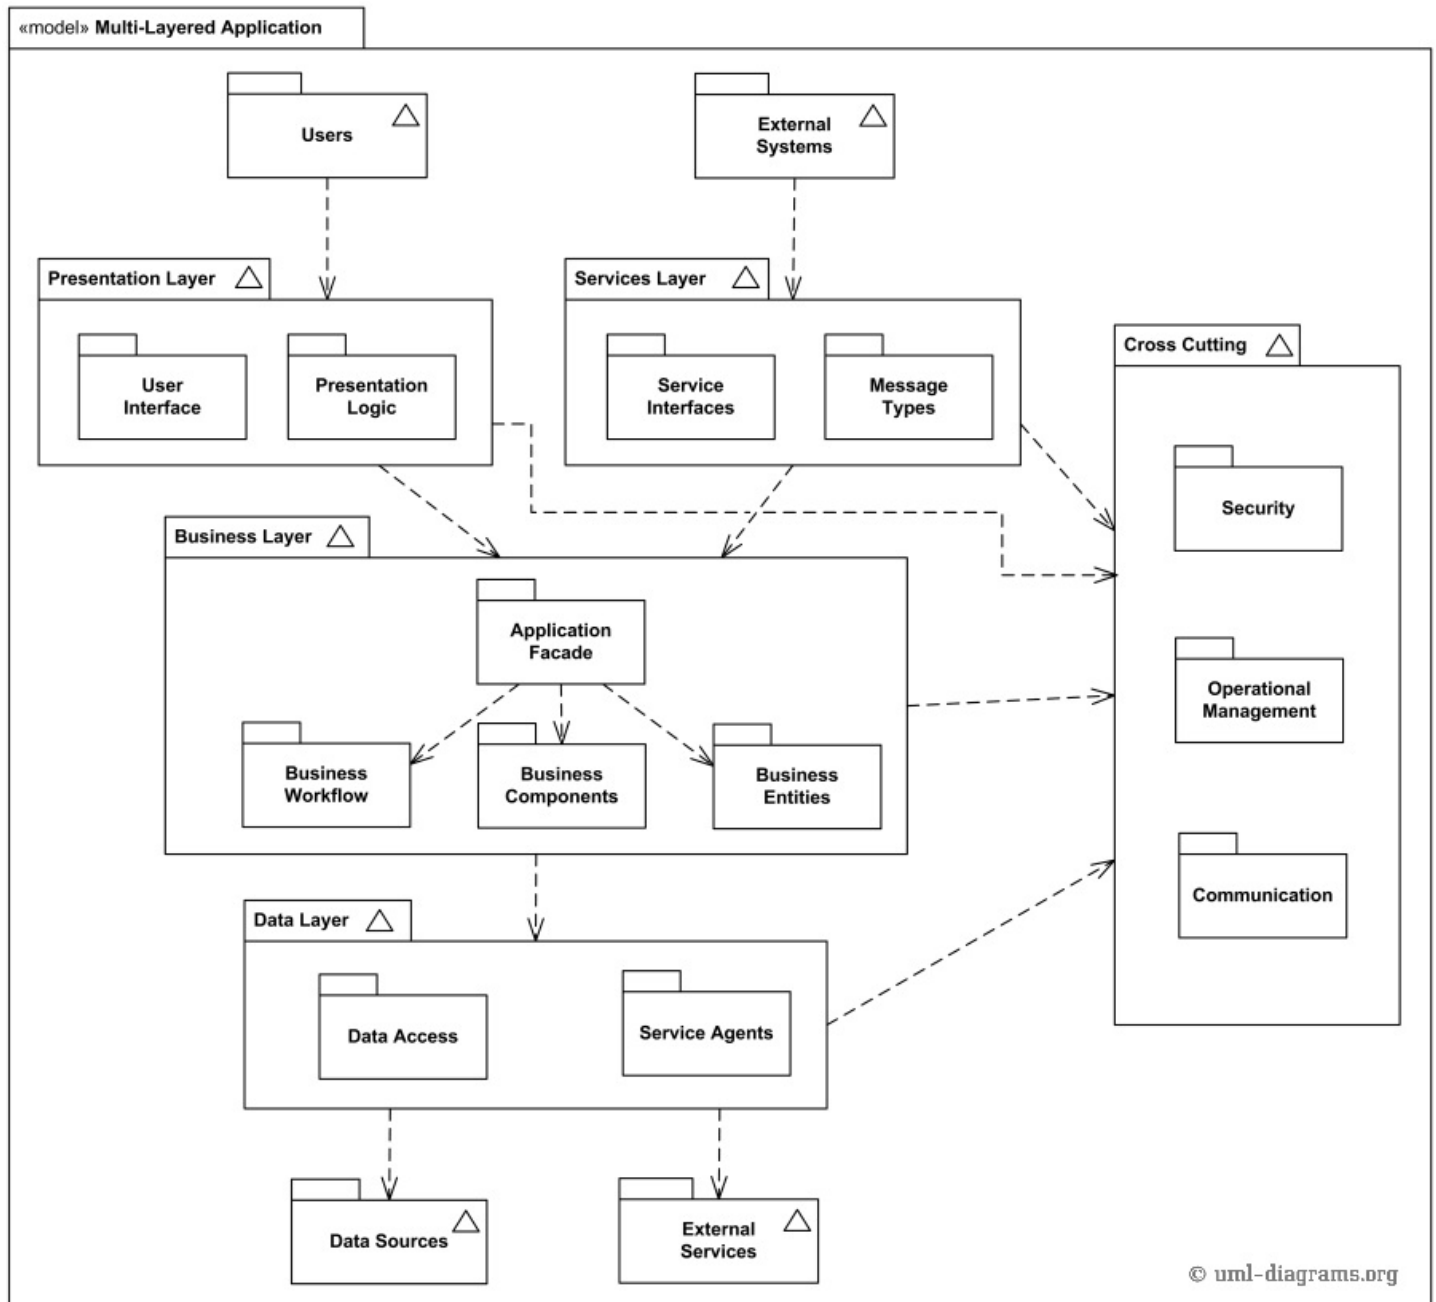 «model» Multi-Layered Application
Users
External
Systems
Presentation Layer
User
Interface
Presentation
Logic
Services Layer
Service
Interfaces
Message
Types
Cross Cutting
Security
Operational
Management
Communication
Business Layer
Application
Facade
Business
Workflow
Business
Components
Business
Entities
Data Layer
Data Access
Service Agents
Data Sources
External
Services
© uml-diagrams.org